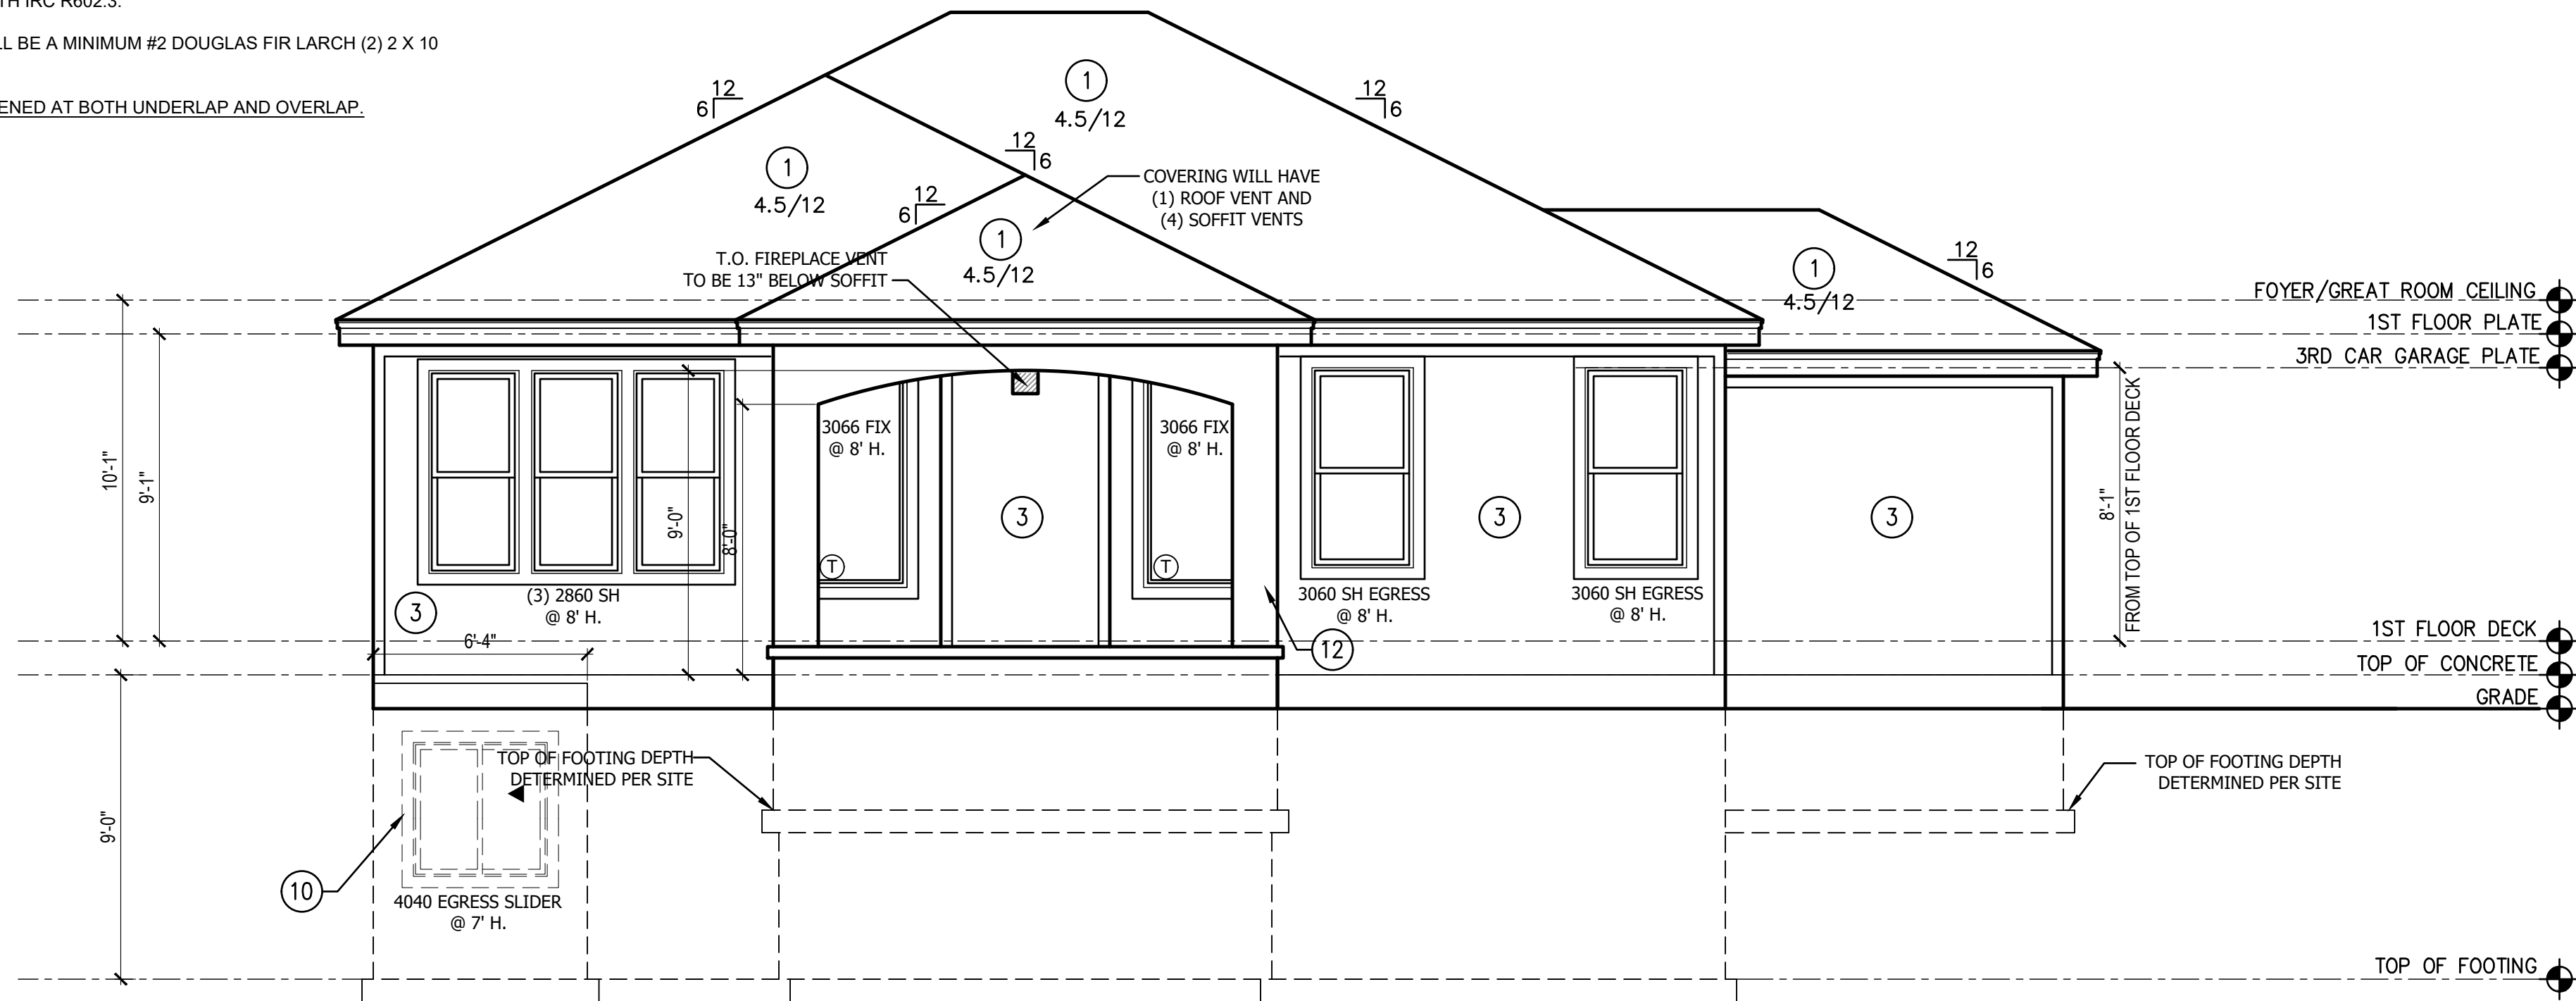 TH IRC R602.3.
LL BE A MINIMUM #2 DOUGLAS FIR LARCH (2) 2 X 10
ENED AT BOTH UNDERLAP AND OVERLAP.
12
6
1
4.5/12
12
6
12
6
1
4.5/12
12
6
COVERING WILL HAVE
(1) ROOF VENT AND
(4) SOFFIT VENTS
1
4.5/12
T.O. FIREPLACE VENT
TO BE 13" BELOW SOFFIT
12
6
1
4.5/12
FOYER/GREAT ROOM CEILING
1ST FLOOR PLATE
3RD CAR GARAGE PLATE
10'-1"
9'-1"
9'-0"
8'-0"
3066 FIX
@ 8' H.
3066 FIX
@ 8' H.
T
T
3
3
3
8'-1"
FROM TOP OF 1ST FLOOR DECK
(3) 2860 SH
@ 8' H.
3
3060 SH EGRESS
@ 8' H.
3060 SH EGRESS
@ 8' H.
6'-4"
12
1ST FLOOR DECK
TOP OF CONCRETE
GRADE
TOP OF FOOTING DEPTH
DETERMINED PER SITE
TOP OF FOOTING DEPTH
DETERMINED PER SITE
9'-0"
10
4040 EGRESS SLIDER
@ 7' H.
TOP OF FOOTING